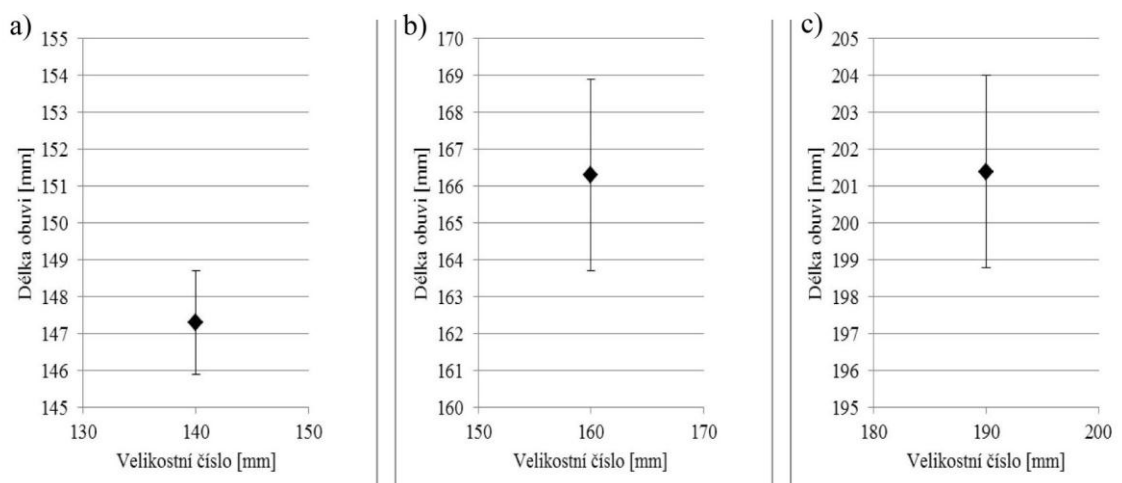 a)
155
154
153
152
151
150
149
148
147
146
145
Délka obuvi [mm]
130 140 150
Velikostní číslo [mm]
b)
170
169
168
167
166
165
164
163
162
161
160
Délka obuvi [mm]
150 160 170
Velikostní číslo [mm]
c)
205
204
203
202
201
200
199
198
197
196
195
Délka obuvi [mm]
180 190 200
Velikostní číslo [mm]